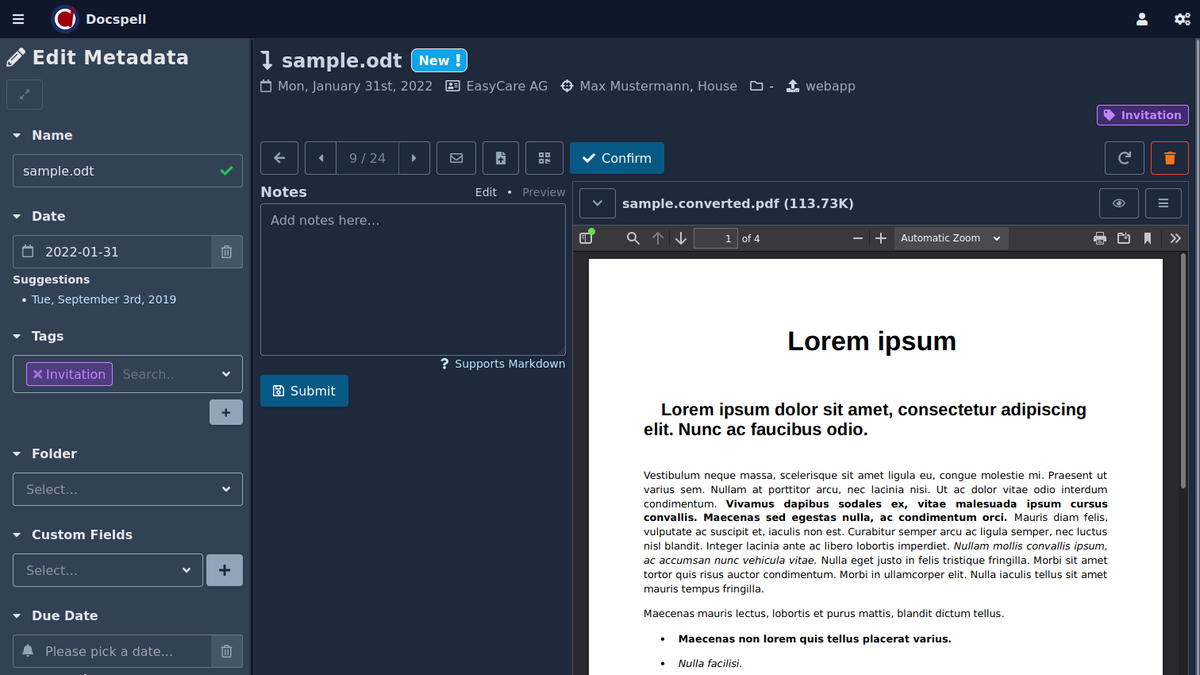 Docspell
Edit Metadata
Name
sample.odt
Date
2022-01-31
Suggestions
• Tue, September 3rd, 2019
Tags
Invitation Search..
Folder
Select...
Custom Fields
Select...
Due Date
Please pick a date...
sample.odt New !
Mon, January 31st, 2022 EasyCare AG Max Mustermann, House - webapp
Invitation
9 / 24 Confirm
Notes Edit • Preview
Add notes here...
? Supports Markdown
Submit
sample.converted.pdf (113.73K)
1 of 4 Automatic Zoom
Lorem ipsum
Lorem ipsum dolor sit amet, consectetur adipiscing
elit. Nunc ac faucibus odio.
Vestibulum neque massa, scelerisque sit amet ligula eu, congue molestie mi. Praesent ut
varius sem. Nullam at porttitor arcu, nec lacinia nisi. Ut ac dolor vitae odio interdum
condimentum. Vivamus dapibus sodales ex, vitae malesuada ipsum cursus
convallis. Maecenas sed egestas nulla, ac condimentum orci. Mauris diam felis,
vulputate ac suscipit et, iaculis non est. Curabitur semper arcu ac ligula semper, nec luctus
nisl blandit. Integer lacinia ante ac libero lobortis imperdiet. Nullam mollis convallis ipsum,
ac accumsan nunc vehicula vitae. Nulla eget justo in felis tristique fringilla. Morbi sit amet
tortor quis risus auctor condimentum. Morbi in ullamcorper elit. Nulla iaculis tellus sit amet
mauris tempus fringilla.
Maecenas mauris lectus, lobortis et purus mattis, blandit dictum tellus.
• Maecenas non lorem quis tellus placerat varius.
• Nulla facilisi.